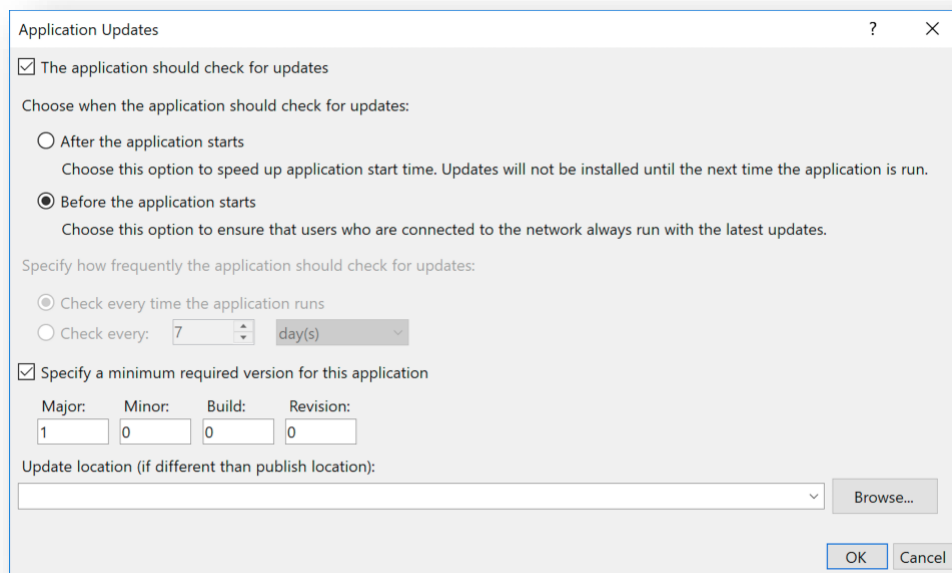 Application Updates ?
The application should check for updates
Choose when the application should check for updates:
After the application starts
Choose this option to speed up application start time. Updates will not be installed until the next time the application is run.
Before the application starts
Choose this option to ensure that users who are connected to the network always run with the latest updates.
Specify how frequently the application should check for updates:
Check every time the application runs
Check every: 7 day(s)
Specify a minimum required version for this application
Major: Minor: Build: Revision:
1 0 0 0
Update location (if different than publish location):
Browse...
OK Cancel